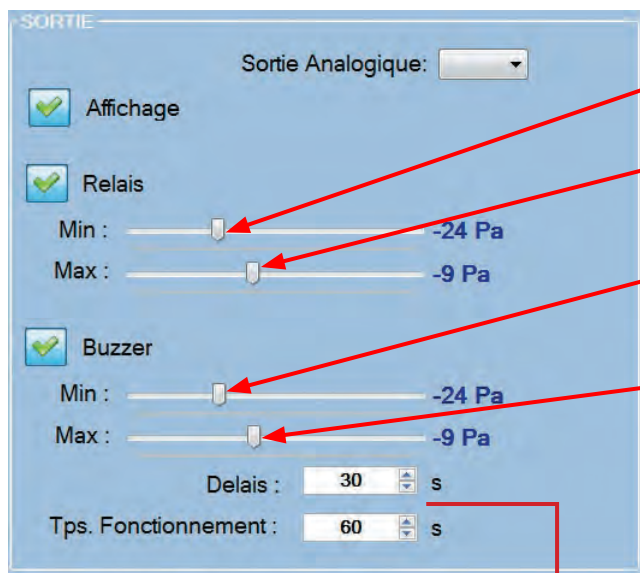 SORTIE
Sortie Analogique:
Affichage
Relais
Min : -24 Pa
Max : -9 Pa
Buzzer
Min : -24 Pa
Max : -9 Pa
Delais : 30 s
Tps. Fonctionnement : 60 s